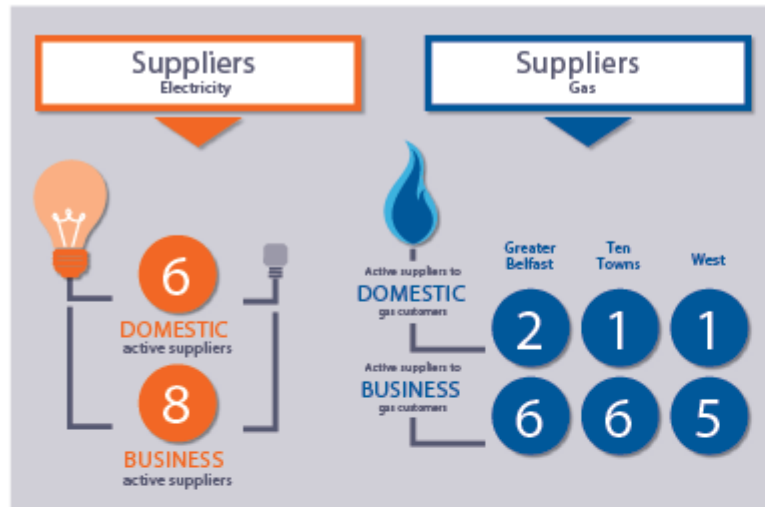 Suppliers
Electricity
6
DOMESTIC
active suppliers
8
BUSINESS
active suppliers
Suppliers
Gas
Greater
Belfast
Ten
Towns
West
Active suppliers to
DOMESTIC
gas customers
2 1 1
Active suppliers to
BUSINESS
gas customers
6 6 5